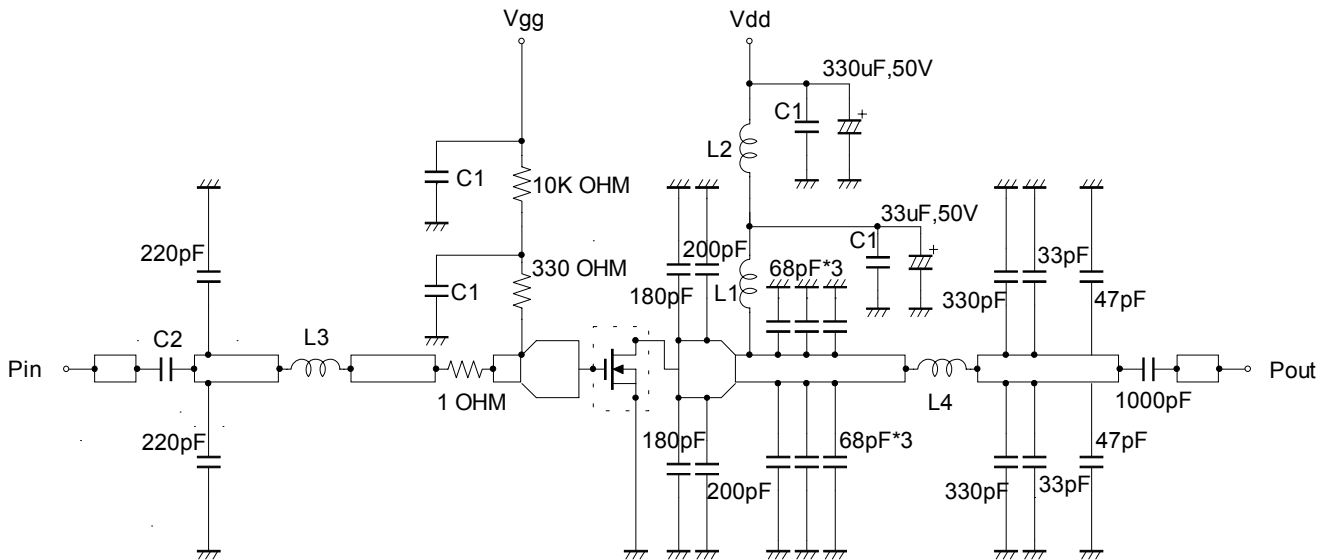 Vgg
Vdd
330uF,50V
C1
L2
C1
10K OHM
33uF,50V
C1
220pF
200pF
68pF*3
33pF
330 OHM
C1
L1
180pF
330pF
47pF
C2
L3
Pin
Pout
1 OHM
L4
1000pF
220pF
180pF
68pF*3
47pF
200pF
330pF
33pF